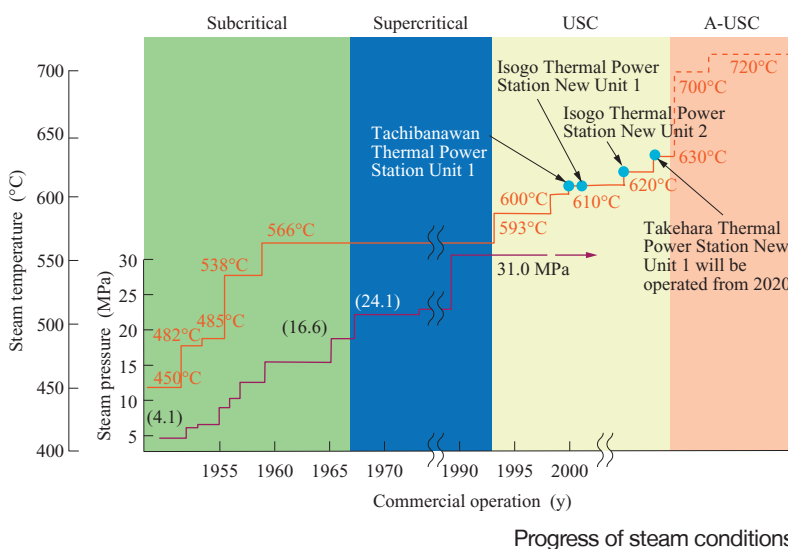 Subcritical
Supercritical
USC
A-USC
Steam temperature (°C)
700
650
600
550
500
450
400
Steam pressure (MPa)
30
25
20
15
10
5
450°C
482°C
485°C
538°C
566°C
593°C
600°C
610°C
620°C
630°C
700°C
720°C
(4.1)
(16.6)
(24.1)
31.0 MPa
Tachibanawan
Thermal Power
Station Unit 1
Isogo Thermal Power
Station New Unit 1
Isogo Thermal Power
Station New Unit 2
Takehara Thermal
Power Station New
Unit 1 will be
operated from 2020
1955
1960
1965
1970
1990
1995
2000
Commercial operation (y)
Progress of steam conditions